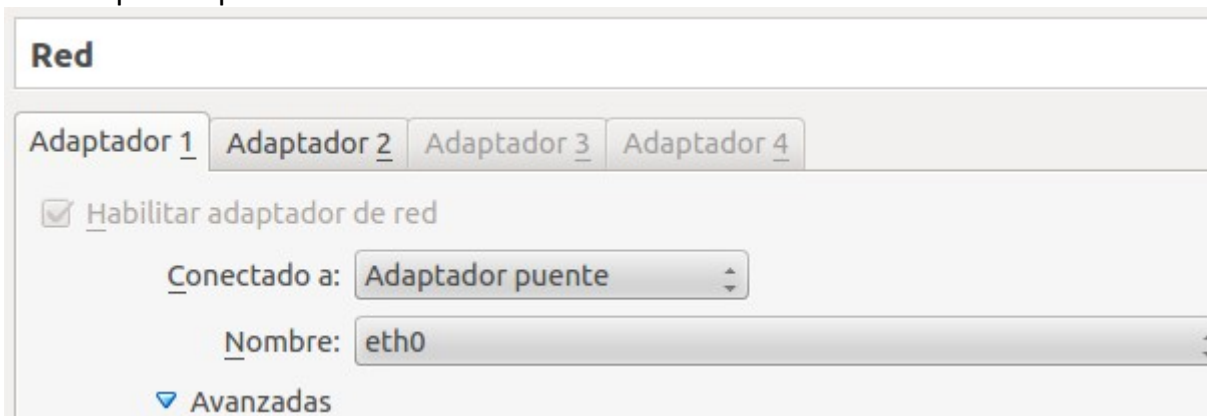 Red
Adaptador 1 Adaptador 2 Adaptador 3 Adaptador 4
Habilitar adaptador de red
Conectado a: Adaptador puente
Nombre: eth0
Avanzadas